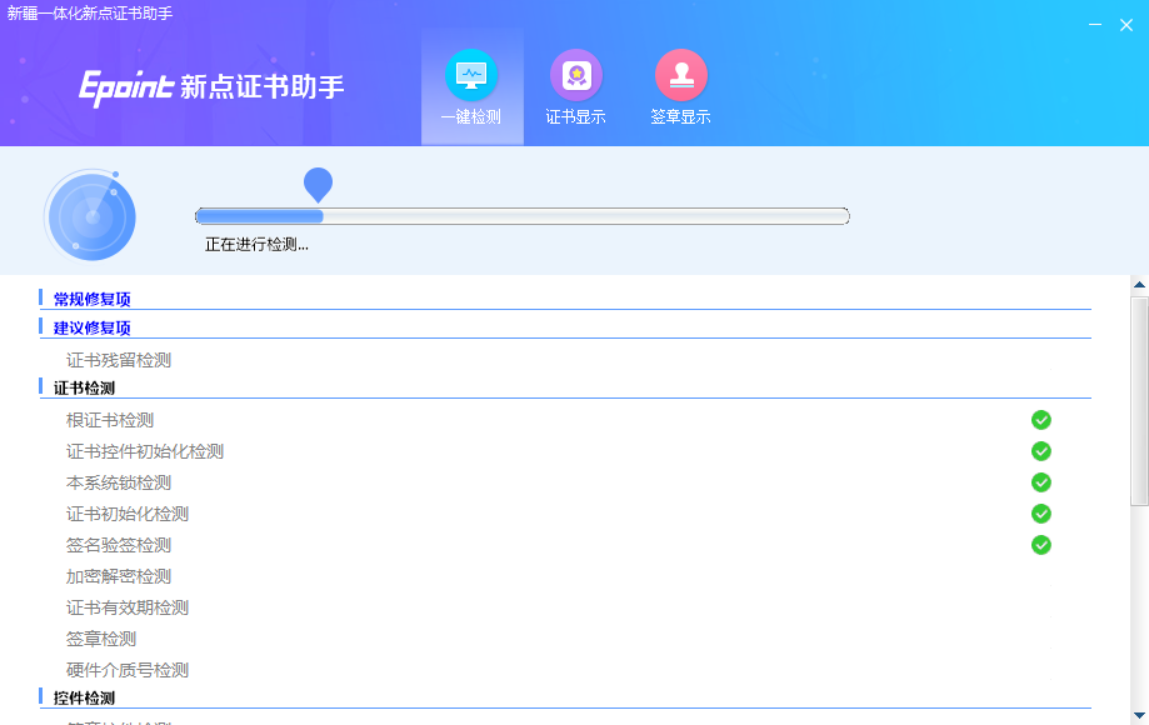 新疆一体化新点证书助手
Epoint 新点证书助手
一键检测
证书显示
签章显示
正在进行检测...
常规修复项
建议修复项
证书残留检测
证书检测
根证书检测
证书控件初始化检测
本系统锁检测
证书初始化检测
签名验签检测
加密解密检测
证书有效期检测
签章检测
硬件介质号检测
控件检测